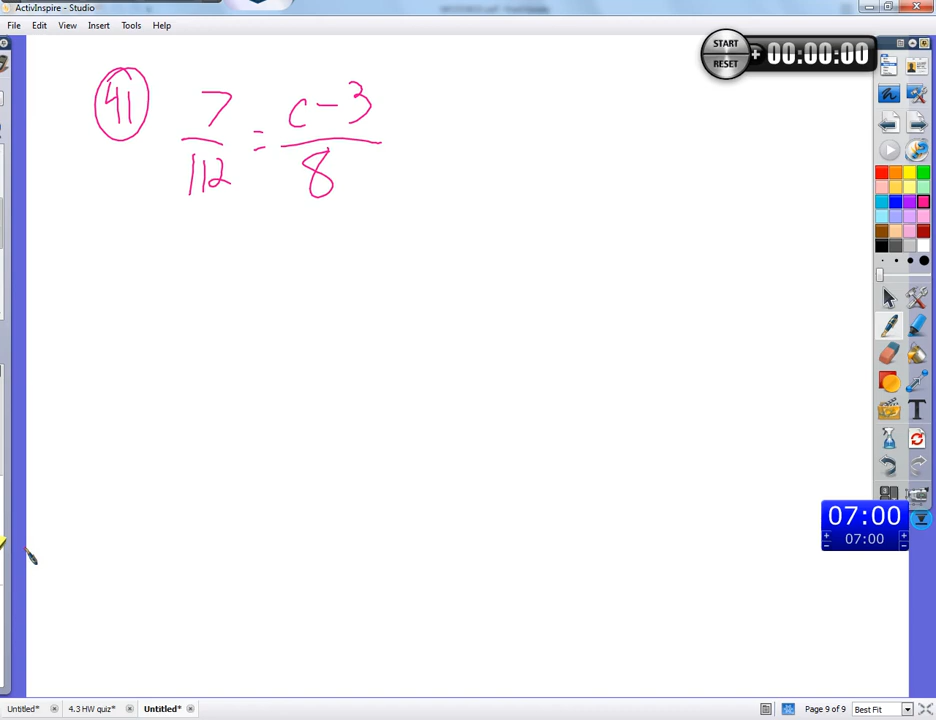 ActivInspire - Studio
File Edit View Insert Tools Help
START
RESET
+ 00:00:00
41
7/112 = c-3/8
07:00
+ 07:00 +
- -
T
Untitled* 4.3 HW quiz* Untitled*
Page 9 of 9 Best Fit